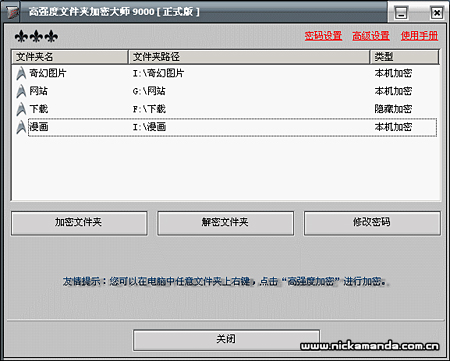 高强度文件夹加密大师 9000 [ 正式版 ]
密码设置 高级设置 使用手册
文件夹名 文件夹路径 类型
奇幻图片 I:\奇幻图片 本机加密
网站 G:\网站 本机加密
下载 F:\下载 隐藏加密
漫画 I:\漫画 本机加密
加密文件夹 解密文件夹 修改密码
友情提示：您可以在电脑中任意文件夹上右键，点击“高强度加密”进行加密。
关闭
www.nickamanda.com.cn